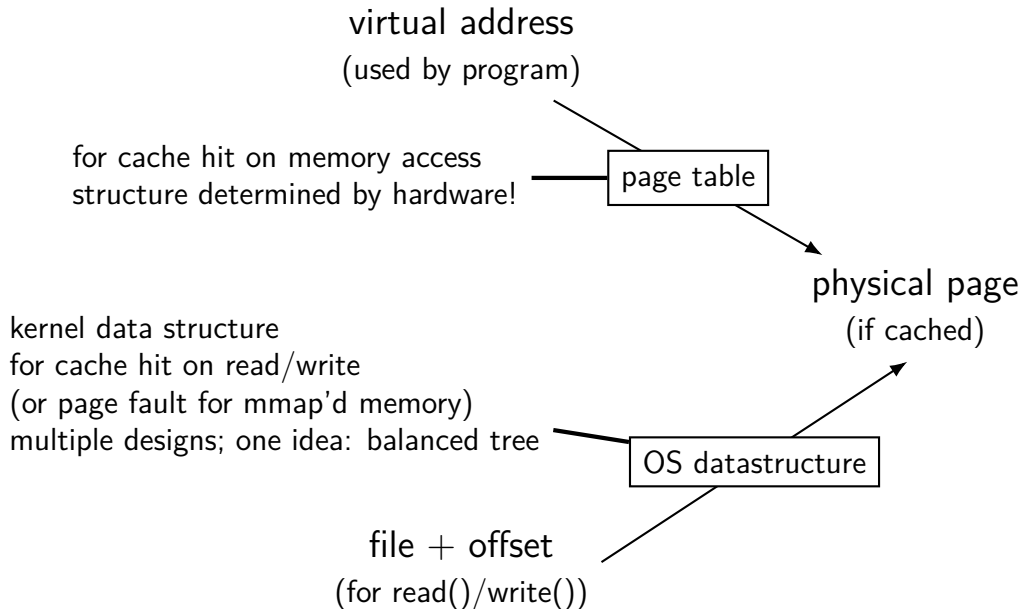 virtual address
(used by program)
for cache hit on memory access
structure determined by hardware!
page table
physical page
(if cached)
kernel data structure
for cache hit on read/write
(or page fault for mmap'd memory)
multiple designs; one idea: balanced tree
OS datastructure
file + offset
(for read()/write())